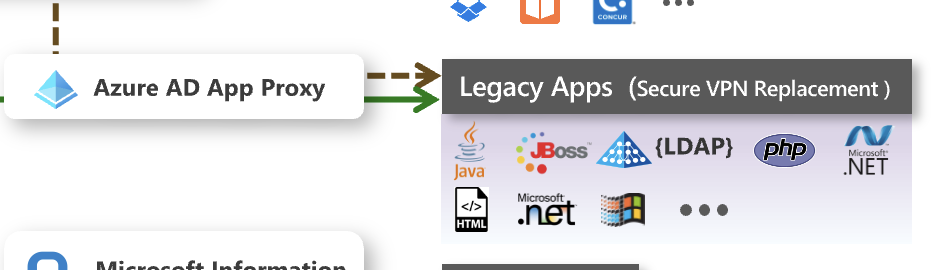 CONCUR
Azure AD App Proxy
Legacy Apps (Secure VPN Replacement )
Java
JBoss™
{LDAP}
php
Microsoft®
.NET
</>
HTML
Microsoft®
.net
Microsoft Information